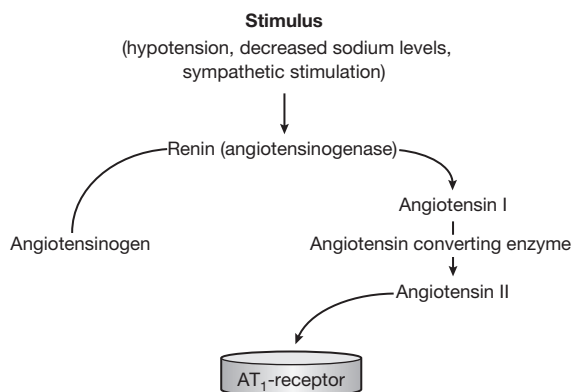 Stimulus
(hypotension, decreased sodium levels,
sympathetic stimulation)
Renin (angiotensinogenase)
Angiotensin I
Angiotensinogen
Angiotensin converting enzyme
Angiotensin II
AT₁-receptor